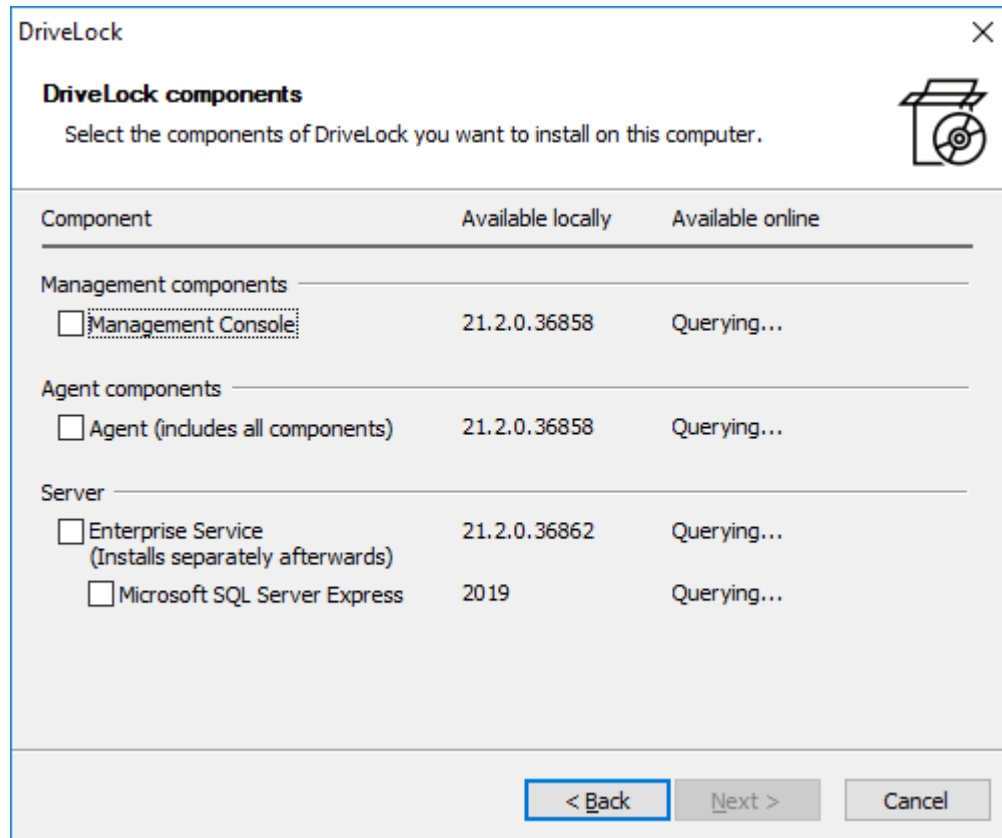 DriveLock
DriveLock components
Select the components of DriveLock you want to install on this computer.
Component Available locally Available online
Management components
Management Console 21.2.0.36858 Querying...
Agent components
Agent (includes all components) 21.2.0.36858 Querying...
Server
Enterprise Service 21.2.0.36862 Querying...
(Installs separately afterwards)
Microsoft SQL Server Express 2019 Querying...
< Back Next > Cancel